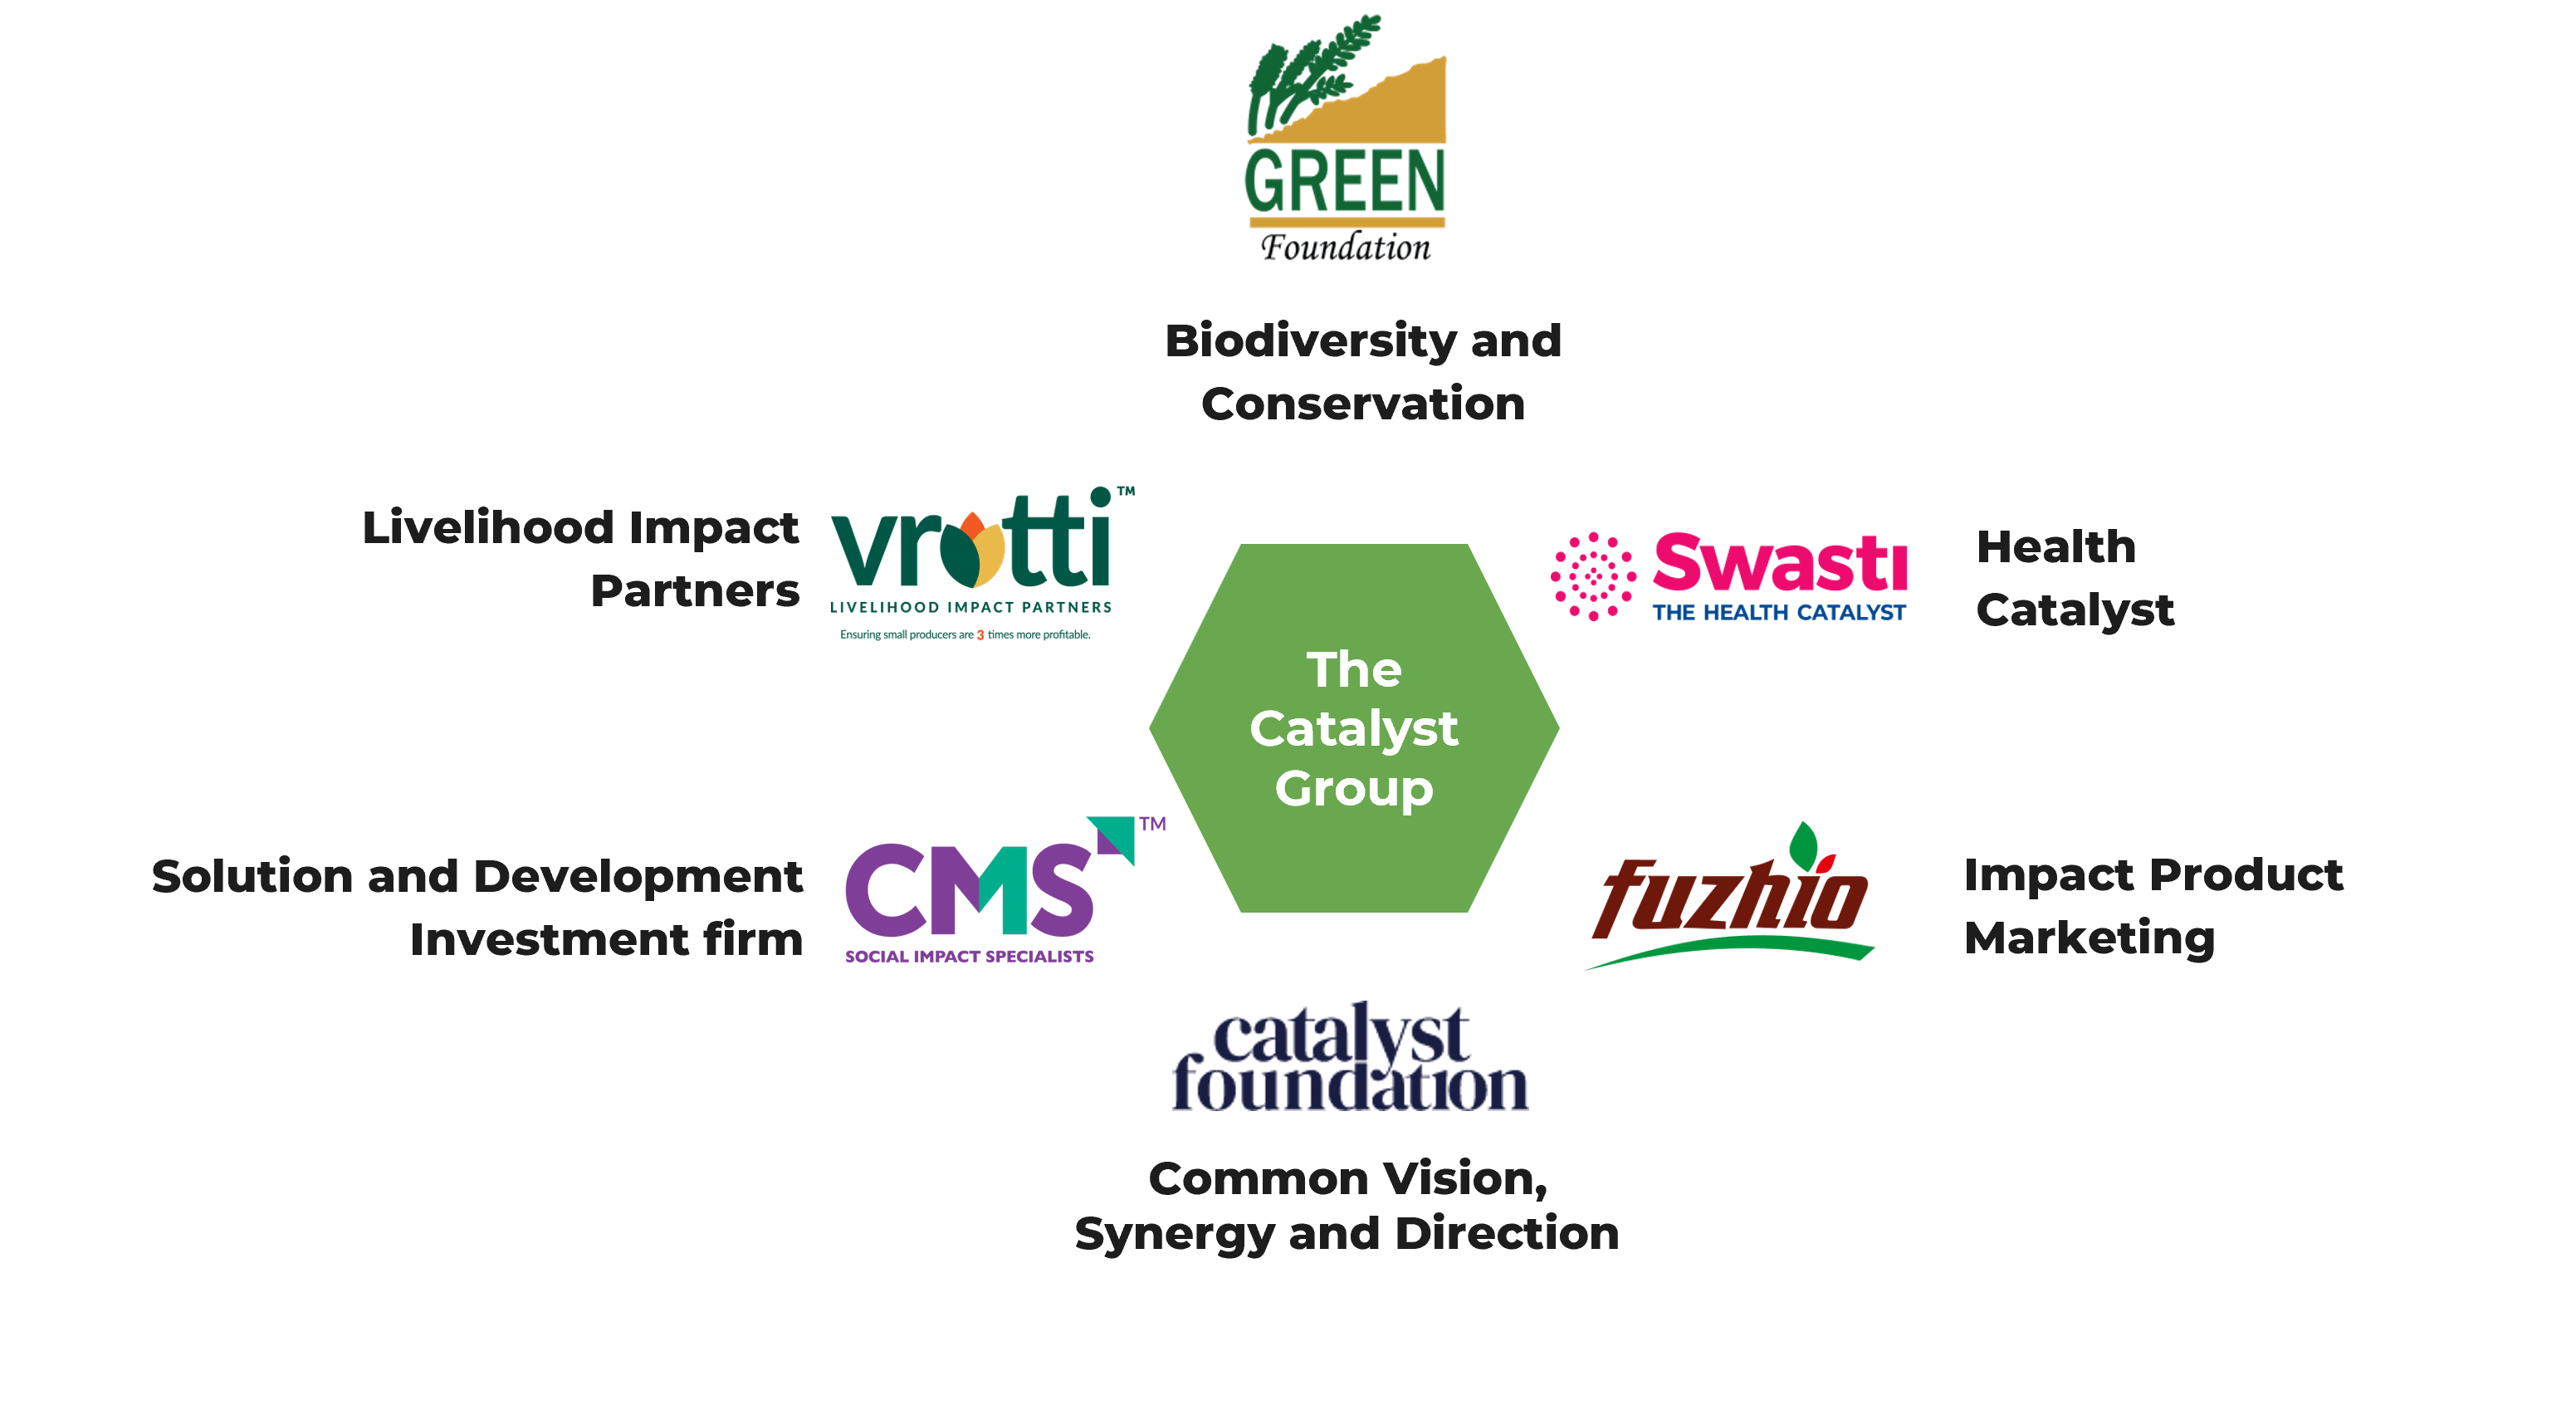 GREEN
Foundation
Biodiversity and
Conservation
Livelihood Impact
Partners
vrotti™
LIVELIHOOD IMPACT PARTNERS
Ensuring small producers are 3 times more profitable.
Swasti
THE HEALTH CATALYST
Health
Catalyst
The
Catalyst
Group
Solution and Development
Investment firm
CMS™
SOCIAL IMPACT SPECIALISTS
fuzhio
Impact Product
Marketing
catalyst
foundation
Common Vision,
Synergy and Direction